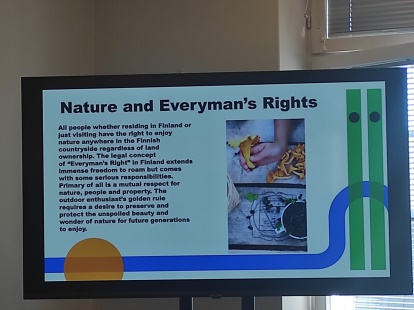 Nature and Everyman's Rights
All people whether residing in Finland or
just visiting have the right to enjoy
nature anywhere in the Finnish
countryside regardless of land
ownership. The legal concept
of “Everyman's Right” in Finland extends
immense freedom to roam but comes
with some serious responsibilities.
Primary of all is a mutual respect for
nature, people and property. The
outdoor enthusiast's golden rule
requires a desire to preserve and
protect the unspoiled beauty and
wonder of nature for future generations
to enjoy.